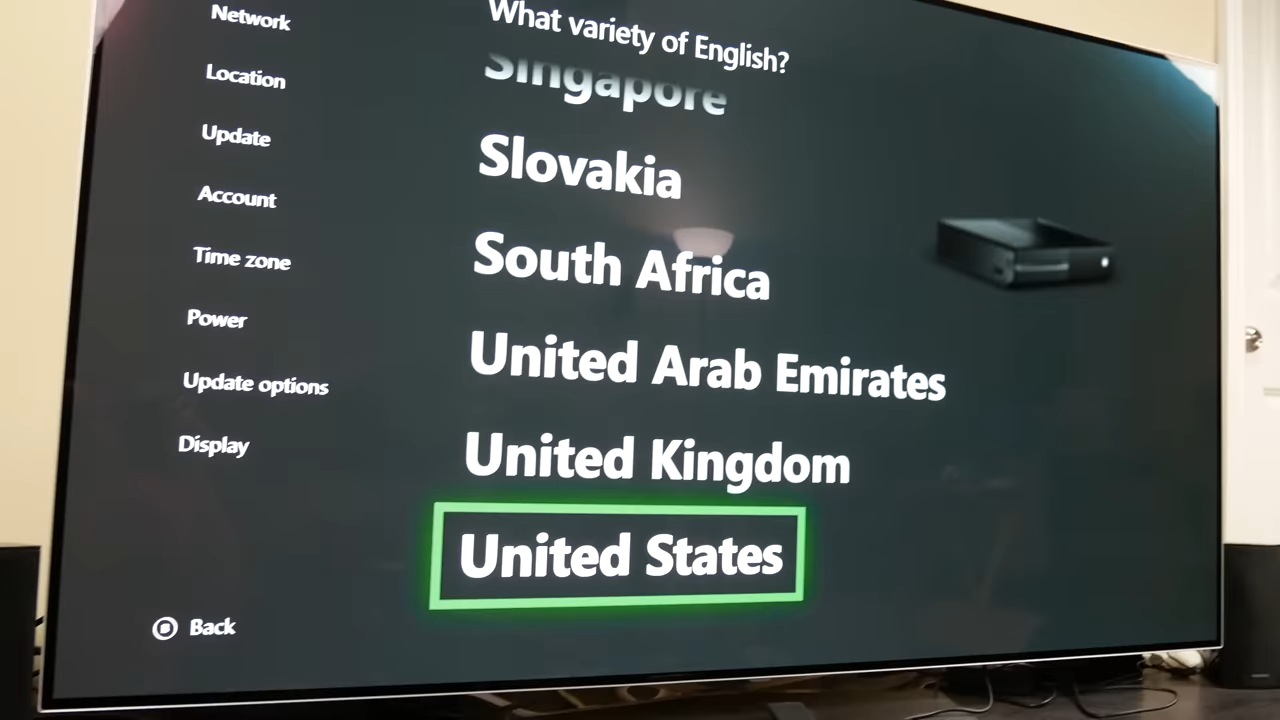 Network
Location
Update
Account
Time zone
Power
Update options
Display
Back
What variety of English?
Singapore
Slovakia
South Africa
United Arab Emirates
United Kingdom
United States